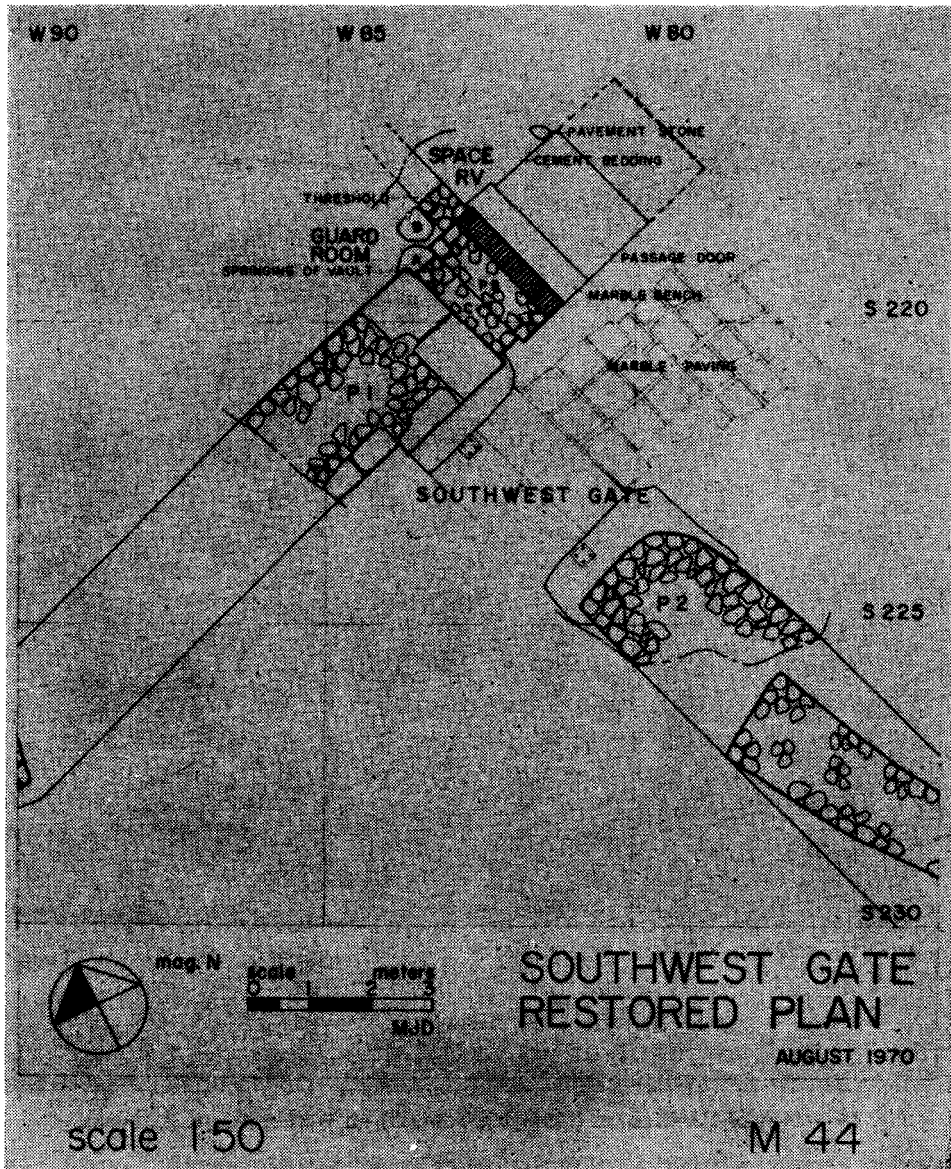 W 90
W 85
W 80
PAVEMENT STONE
CEMENT BEDDING
SPACE
RV
THRESHOLD
GUARD
ROOM
SPRINGING OF VAULT
PASSAGE DOOR
MARBLE BENCH
S 220
MARBLE PAVING
P 1
SOUTHWEST GATE
P 2
S 225
S 230
mag. N
scale meters
0 1 2 3
MJD
SOUTHWEST GATE
RESTORED PLAN
AUGUST 1970
scale 1:50
M 44